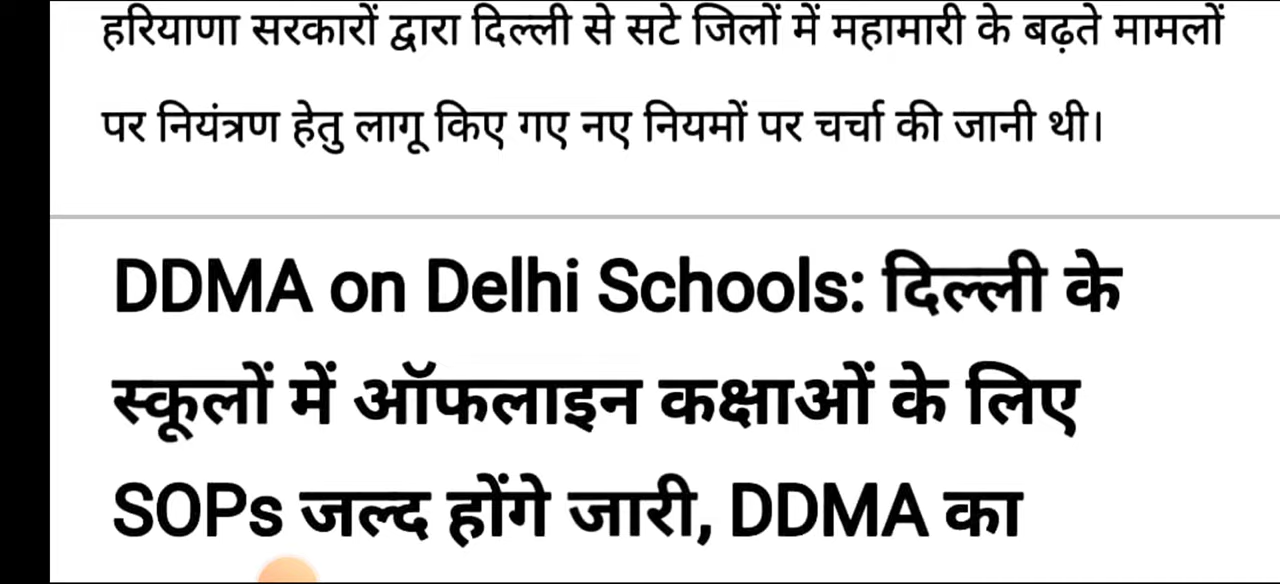 हरियाणा सरकारों द्वारा दिल्ली से सटे जिलों में महामारी के बढ़ते मामलों
पर नियंत्रण हेतु लागू किए गए नए नियमों पर चर्चा की जानी थी।
DDMA on Delhi Schools: दिल्ली के
स्कूलों में ऑफलाइन कक्षाओं के लिए
SOPs जल्द होंगे जारी, DDMA का